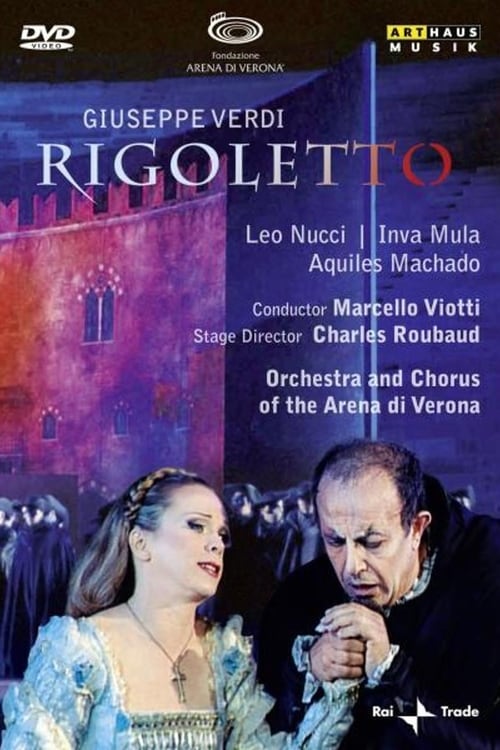 DVD
VIDEO
fondazione
ARENA DI VERONA
ARTHAUS
MUSIK
GIUSEPPE VERDI
RIGOLETTO
Leo Nucci | Inva Mula
Aquiles Machado
Conductor Marcello Viotti
Stage Director Charles Roubaud
Orchestra and Chorus
of the Arena di Verona
Rai Trade